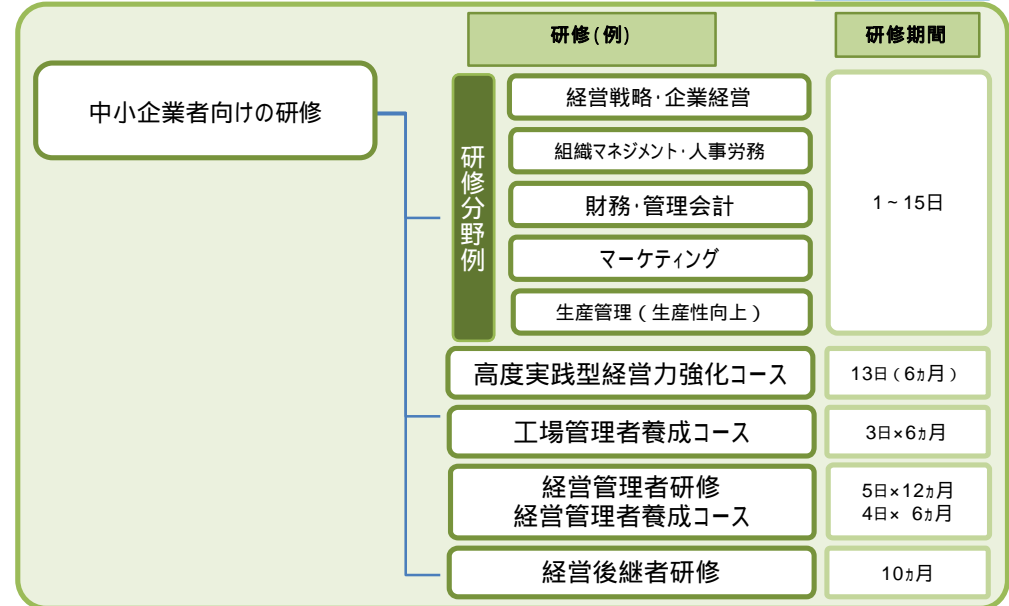 研修(例)
研修期間
中小企業者向けの研修
研修分野例
経営戦略･企業経営
組織マネジメント･人事労務
財務･管理会計
マーケティング
生産管理(生産性向上)
1~15日
高度実践型経営力強化コース
13日(6ヵ月)
工場管理者養成コース
3日×6ヵ月
経営管理者研修
経営管理者養成コース
5日×12ヵ月
4日× 6ヵ月
経営後継者研修
10ヵ月